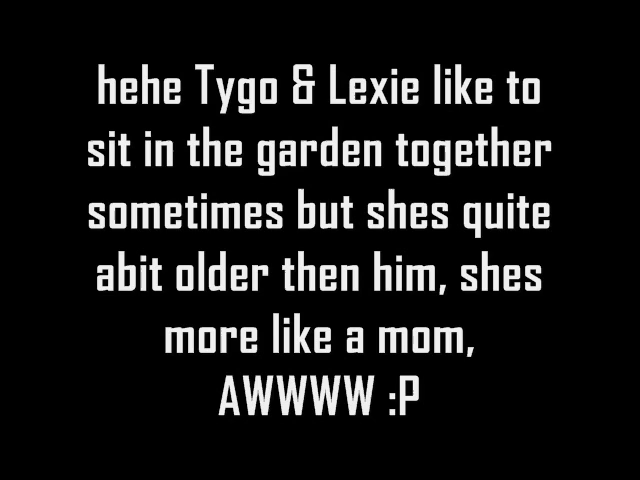 hehe Tygo & Lexie like to
sit in the garden together
sometimes but shes quite
abit older then him, shes
more like a mom,
AWWWW :P